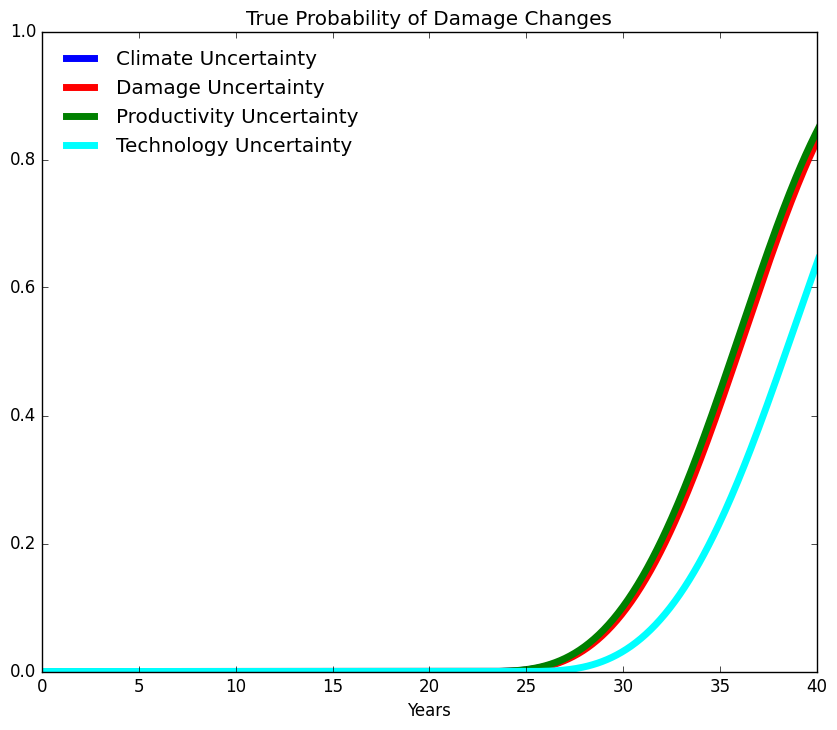 True Probability of Damage Changes
1.0
Climate Uncertainty
Damage Uncertainty
Productivity Uncertainty
Technology Uncertainty
0.8
0.6
0.4
0.2
0.0
0 5 10 15 20 25 30 35 40
Years